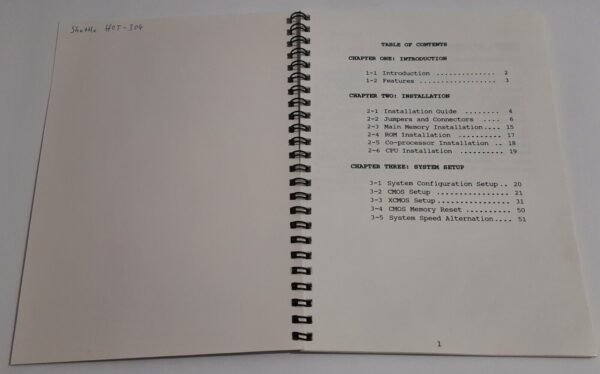 Shuttle HOT-304
TABLE OF CONTENTS
CHAPTER ONE: INTRODUCTION
1-1 Introduction .............. 2
1-2 Features .................. 3
CHAPTER TWO: INSTALLATION
2-1 Installation Guide ........ 4
2-2 Jumpers and Connectors .... 6
2-3 Main Memory Installation.... 15
2-4 ROM Installation .......... 17
2-5 Co-processor Installation .. 18
2-6 CPU Installation .......... 19
CHAPTER THREE: SYSTEM SETUP
3-1 System Configuration Setup.. 20
3-2 CMOS Setup ................ 21
3-3 XCMOS Setup................ 31
3-4 CMOS Memory Reset .......... 50
3-5 System Speed Alternation.... 51
1